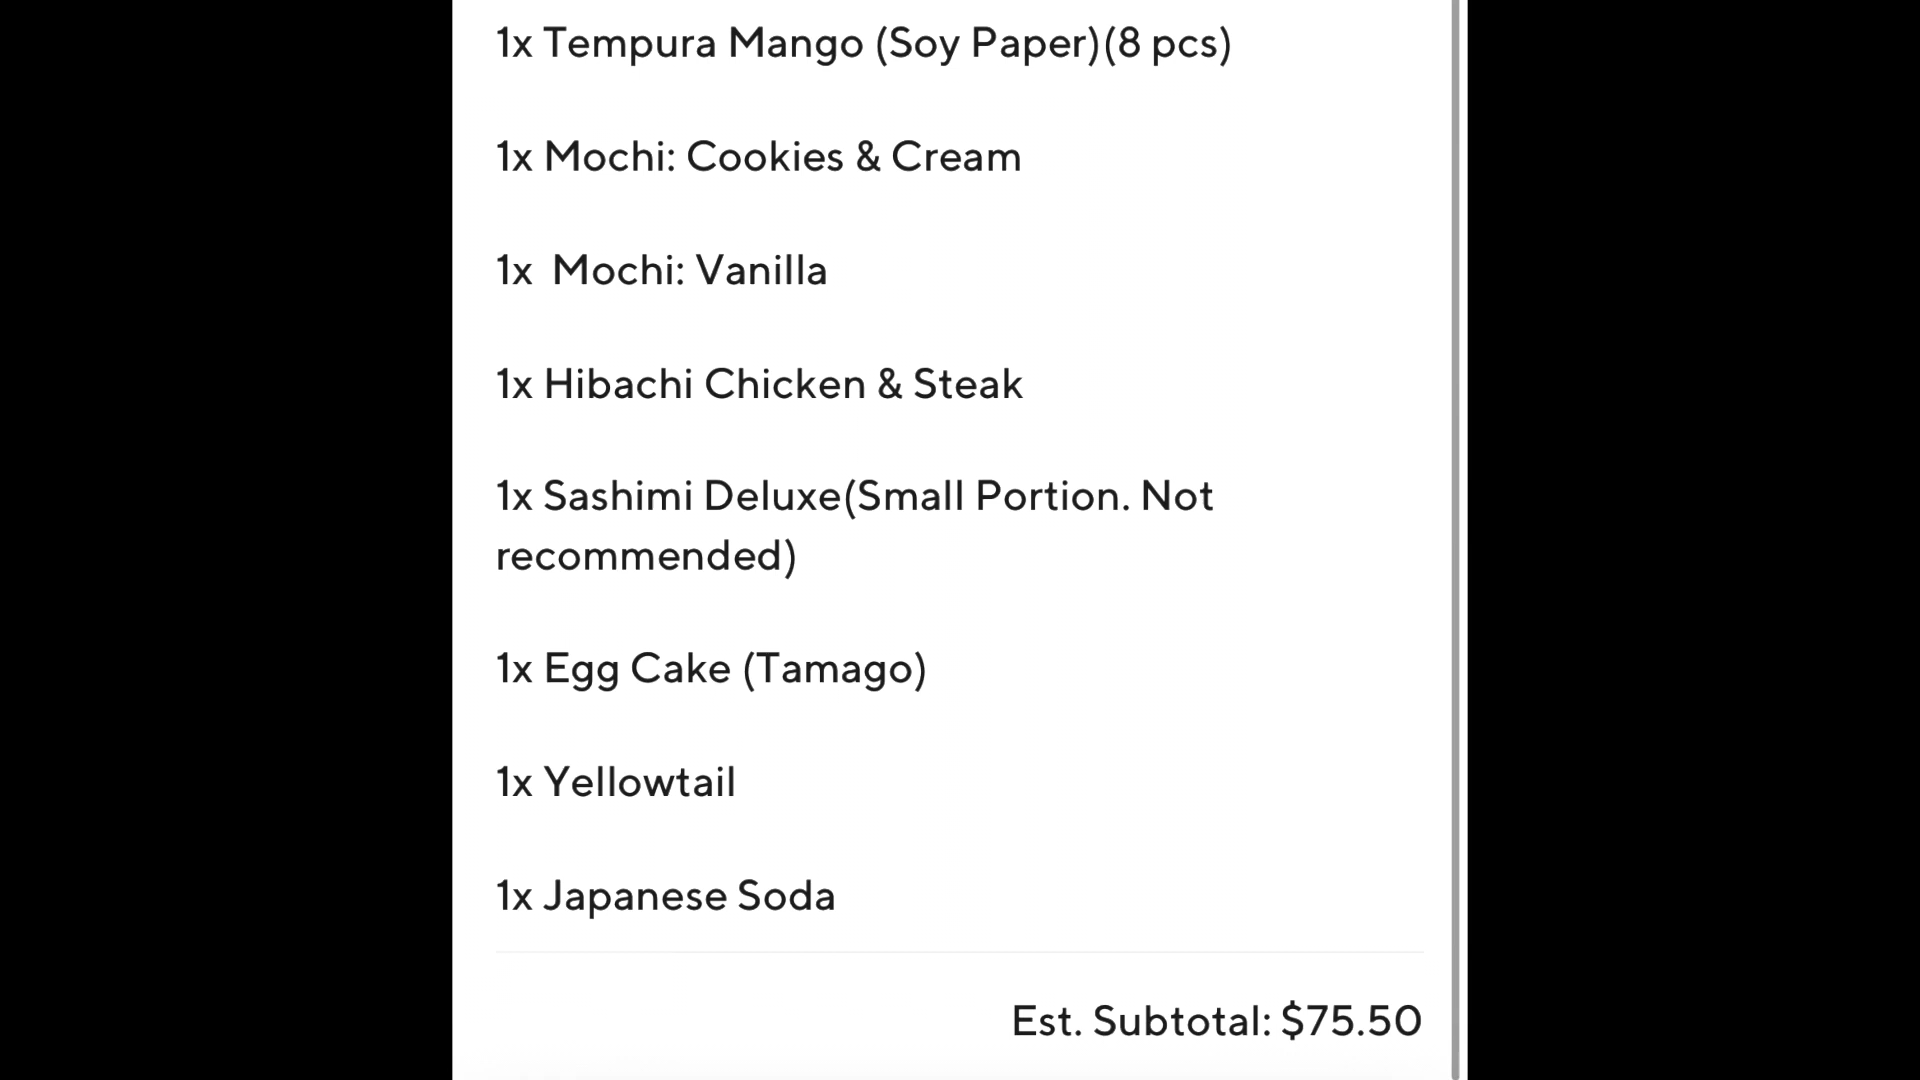 1x Tempura Mango (Soy Paper)(8 pcs)
1x Mochi: Cookies & Cream
1x  Mochi: Vanilla
1x Hibachi Chicken & Steak
1x Sashimi Deluxe(Small Portion. Not
recommended)
1x Egg Cake (Tamago)
1x Yellowtail
1x Japanese Soda
Est. Subtotal: $75.50